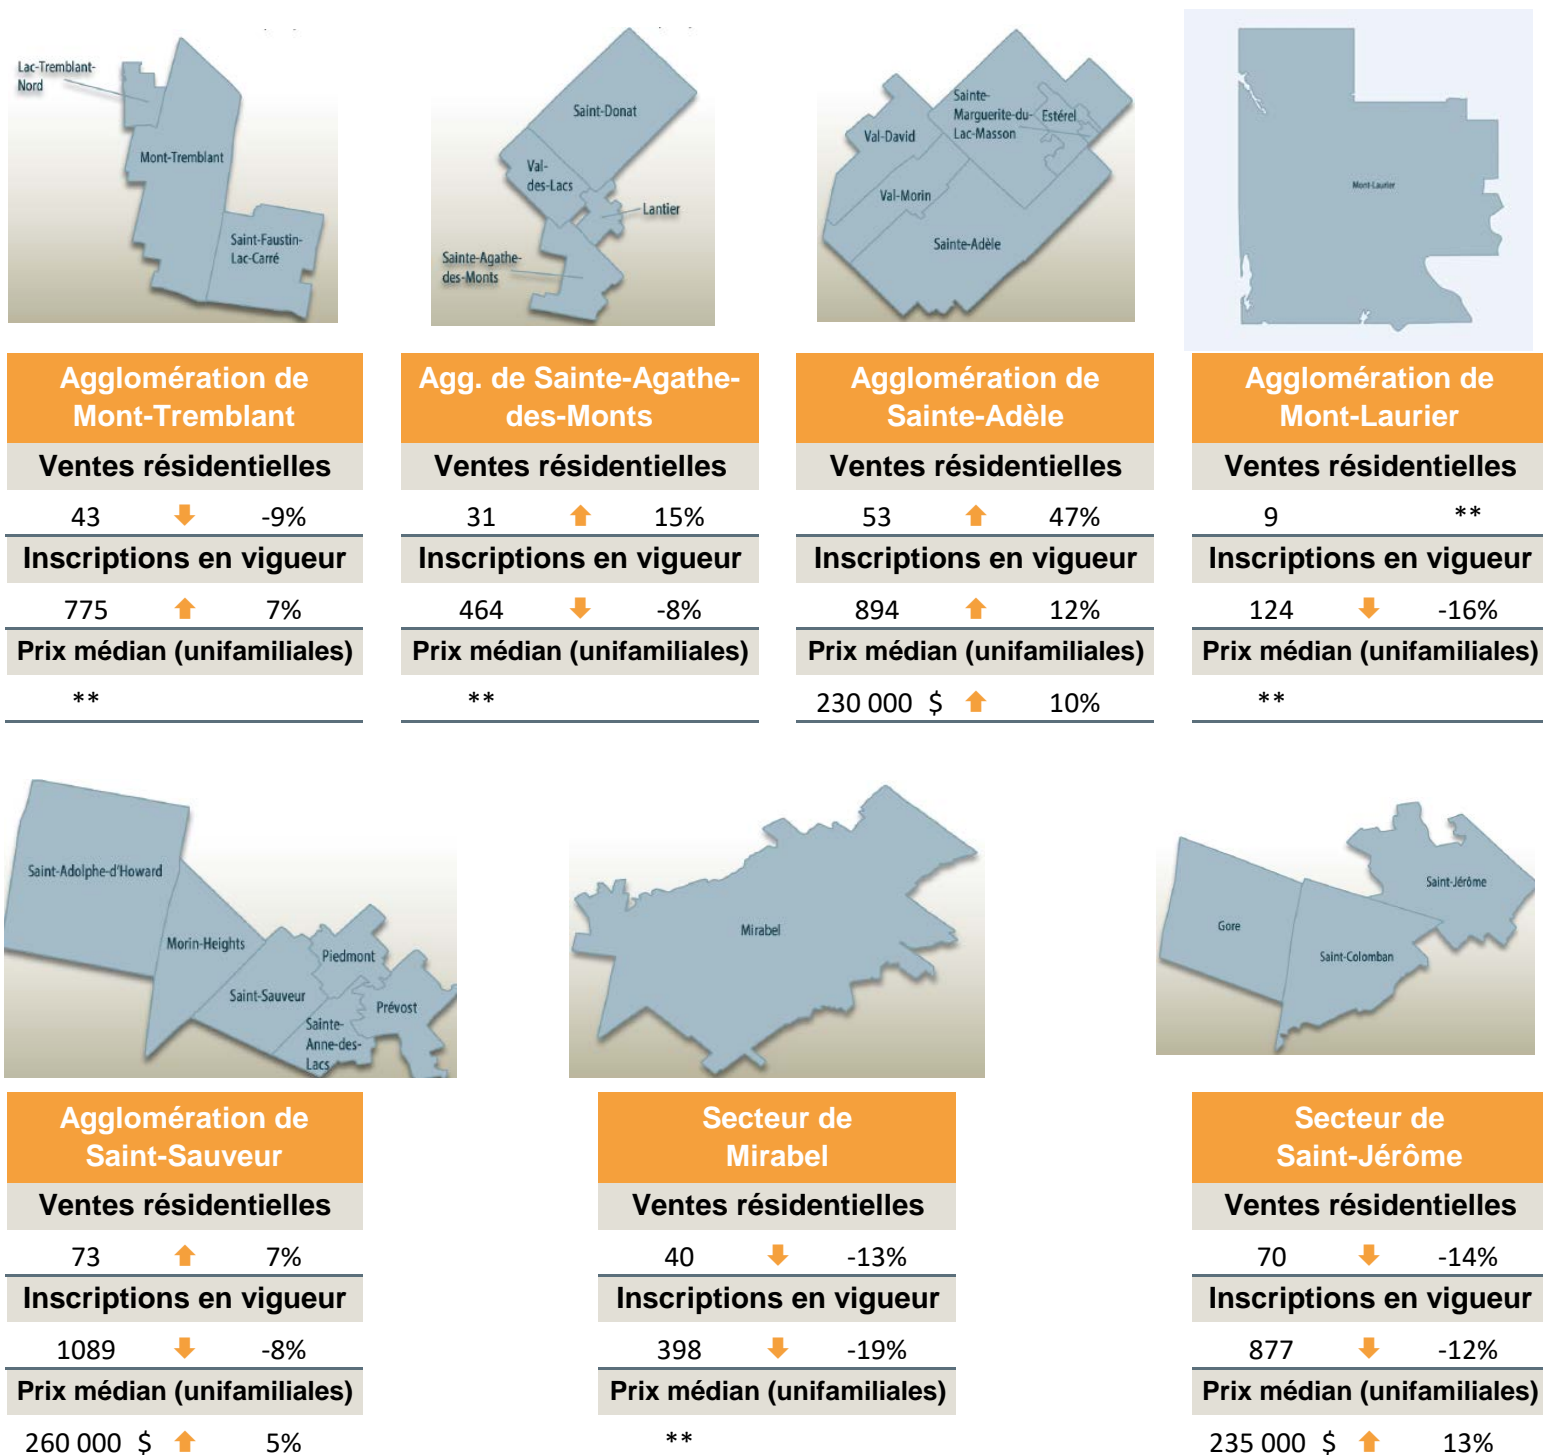 Lac-Tremblant-
Nord
Mont-Tremblant
Saint-Faustin-
Lac-Carré
Saint-Donat
Val-
des-Lacs
Lantier
Sainte-Agathe-
des-Monts
Sainte-
Marguerite-du-
Lac-Masson
Estérel
Val-David
Val-Morin
Sainte-Adèle
Mont-Laurier
Agglomération de
Mont-Tremblant
Ventes résidentielles
43 -9%
Inscriptions en vigueur
775 7%
Prix médian (unifamiliales)
**
Agg. de Sainte-Agathe-
des-Monts
Ventes résidentielles
31 15%
Inscriptions en vigueur
464 -8%
Prix médian (unifamiliales)
**
Agglomération de
Sainte-Adèle
Ventes résidentielles
53 47%
Inscriptions en vigueur
894 12%
Prix médian (unifamiliales)
230 000 $ 10%
Agglomération de
Mont-Laurier
Ventes résidentielles
9 **
Inscriptions en vigueur
124 -16%
Prix médian (unifamiliales)
**
Saint-Adolphe-d'Howard
Morin-Heights
Piedmont
Saint-Sauveur
Prévost
Sainte-
Anne-des-
Lacs
Mirabel
Saint-Jérôme
Gore
Saint-Colomban
Agglomération de
Saint-Sauveur
Ventes résidentielles
73 7%
Inscriptions en vigueur
1089 -8%
Prix médian (unifamiliales)
260 000 $ 5%
Secteur de
Mirabel
Ventes résidentielles
40 -13%
Inscriptions en vigueur
398 -19%
Prix médian (unifamiliales)
**
Secteur de
Saint-Jérôme
Ventes résidentielles
70 -14%
Inscriptions en vigueur
877 -12%
Prix médian (unifamiliales)
235 000 $ 13%